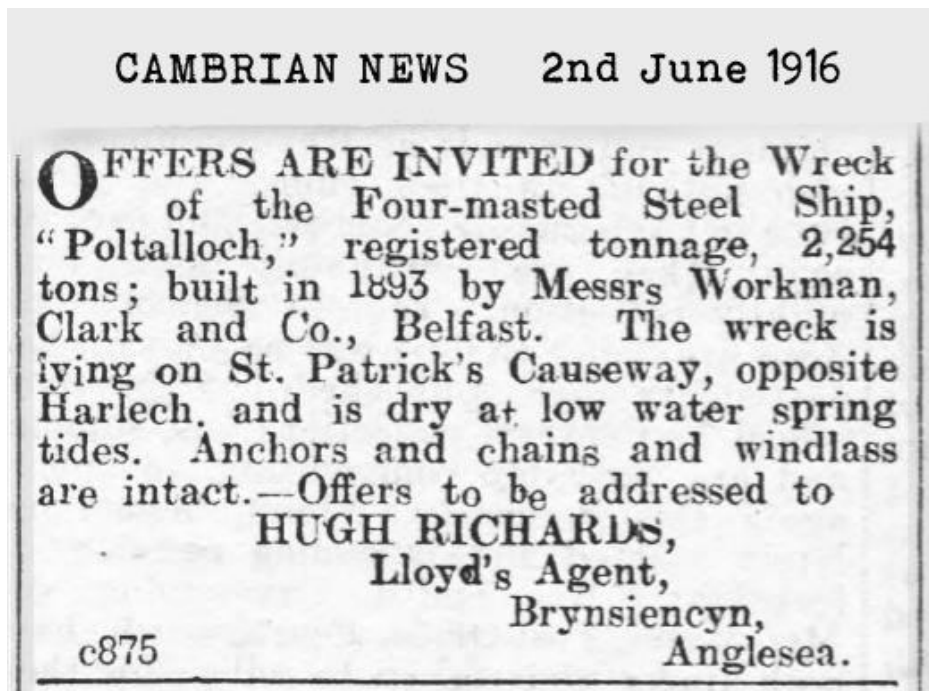 CAMBRIAN NEWS 2nd June 1916
OFFERS ARE INVITED for the Wreck
of the Four-masted Steel Ship,
“Poltalloch,” registered tonnage, 2,254
tons; built in 1893 by Messrs Workman,
Clark and Co., Belfast. The wreck is
lying on St. Patrick's Causeway, opposite
Harlech. and is dry at low water spring
tides. Anchors and chains and windlass
are intact.—Offers to be addressed to
HUGH RICHARDS,
Lloyd's Agent,
Brynsiencyn,
c875 Anglesea.